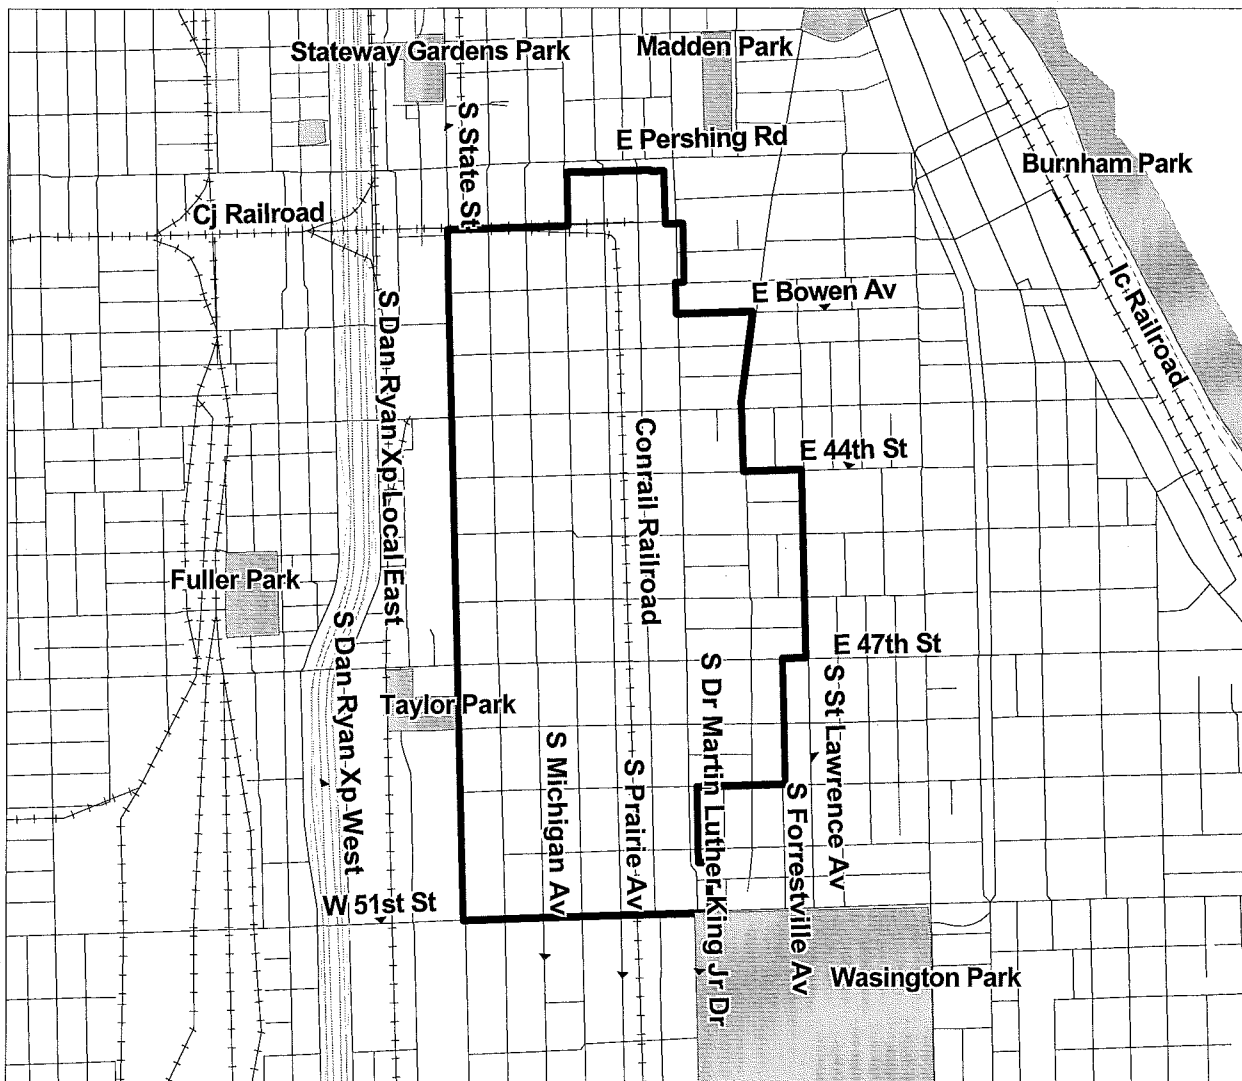 Stateway Gardens Park
Madden Park
S State St
E Pershing Rd
Burnham Park
Cj Railroad
E Bowen Av
Ic Railroad
S Dan Ryan Xp Local East
Conrail Railroad
E 44th St
Fuller Park
S Dan Ryan Xp West
E 47th St
S Dr Martin Luther King Jr Dr
S St Lawrence Av
Taylor Park
S Michigan Av
S Prairie Av
S Forrestville Av
W 51st St
Wasington Park